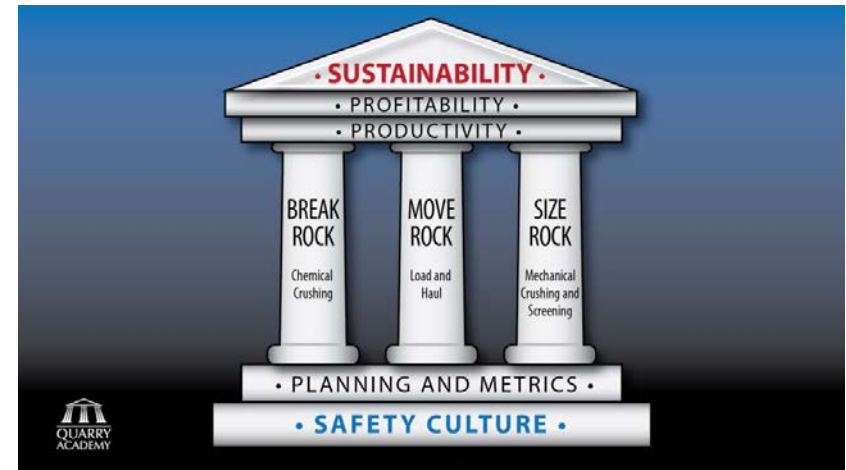 • SUSTAINABILITY •
• PROFITABILITY •
• PRODUCTIVITY •
BREAK
ROCK
Chemical
Crushing
MOVE
ROCK
Load and
Haul
SIZE
ROCK
Mechanical
Crushing and
Screening
• PLANNING AND METRICS •
• SAFETY CULTURE •
QUARRY
ACADEMY